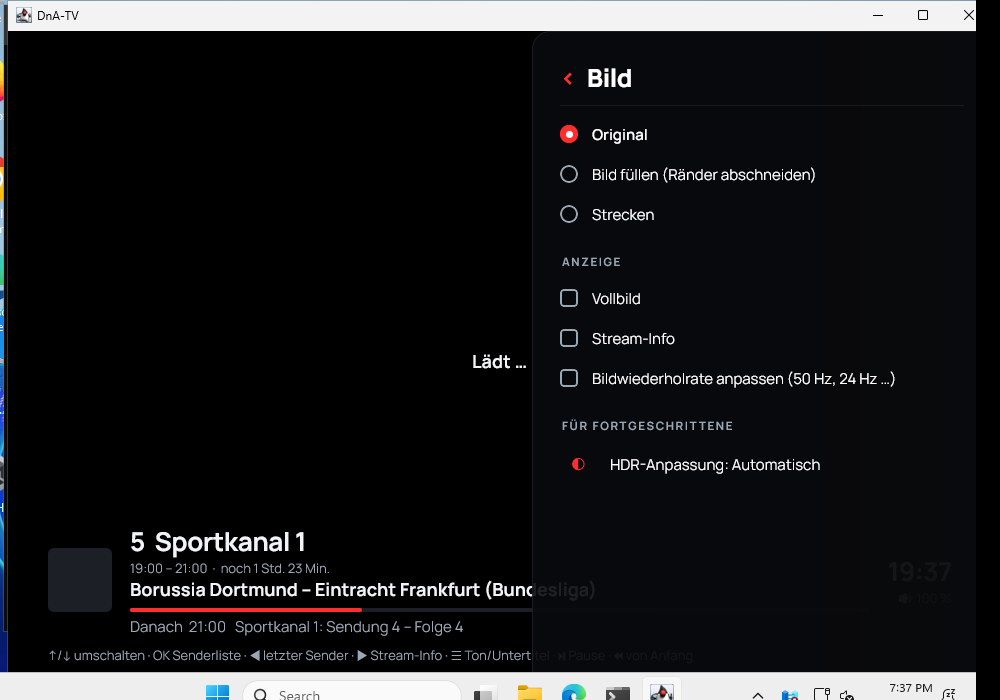 DnA-TV
Bild
Original
Bild füllen (Ränder abschneiden)
Strecken
ANZEIGE
Vollbild
Stream-Info
Bildwiederholrate anpassen (50 Hz, 24 Hz ...)
FÜR FORTGESCHRITTENE
HDR-Anpassung: Automatisch
Lädt ...
5 Sportkanal 1
19:00 – 21:00 · noch 1 Std. 23 Min.
Borussia Dortmund – Eintracht Frankfurt (Bundesliga)
Danach 21:00 Sportkanal 1: Sendung 4 – Folge 4
↑/↓ umschalten · OK Senderliste · ◀ letzter Sender · ▶ Stream-Info · ☰ Ton/Untertitel · ⏯ Pause · ⏪ von Anfang
19:37
100 %
Search
7:37 PM